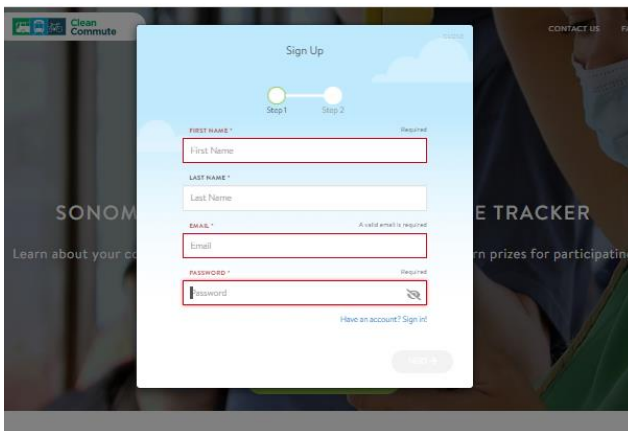 Clean
Commute
CONTACT US
Sign Up
Step 1
Step 2
FIRST NAME *
Required
First Name
LAST NAME *
Last Name
SONOM
E TRACKER
EMAIL *
A valid email is required
Learn about your co
rn prizes for participating
Email
PASSWORD *
Required
Password
Have an account? Sign in!